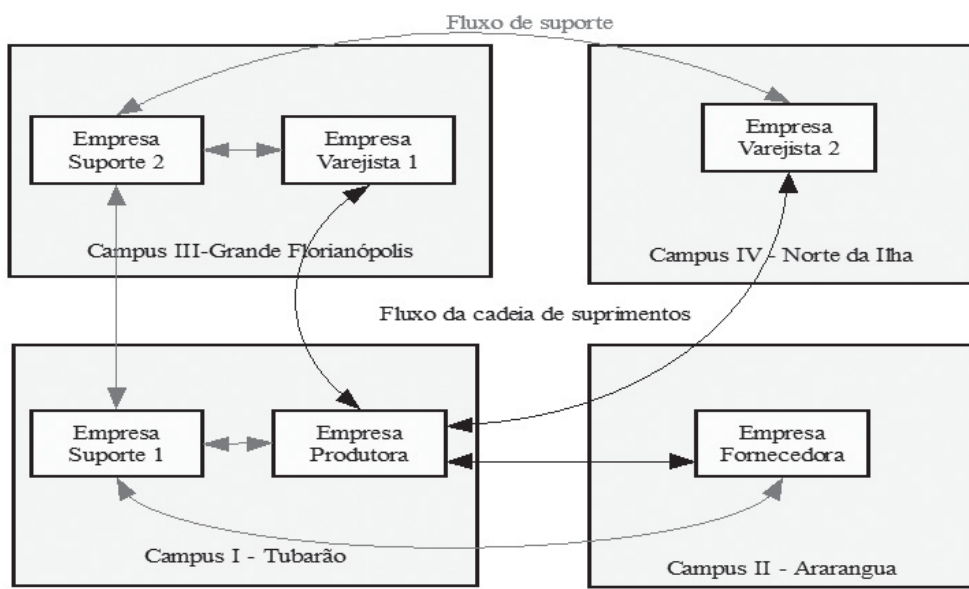 Fluxo de suporte
Empresa
Suporte 2
Empresa
Varejista 1
Empresa
Varejista 2
Campus III-Grande Florianópolis
Campus IV - Norte da Ilha
Fluxo da cadeia de suprimentos
Empresa
Suporte 1
Empresa
Produtora
Empresa
Fornecedora
Campus I - Tubarão
Campus II - Ararangua